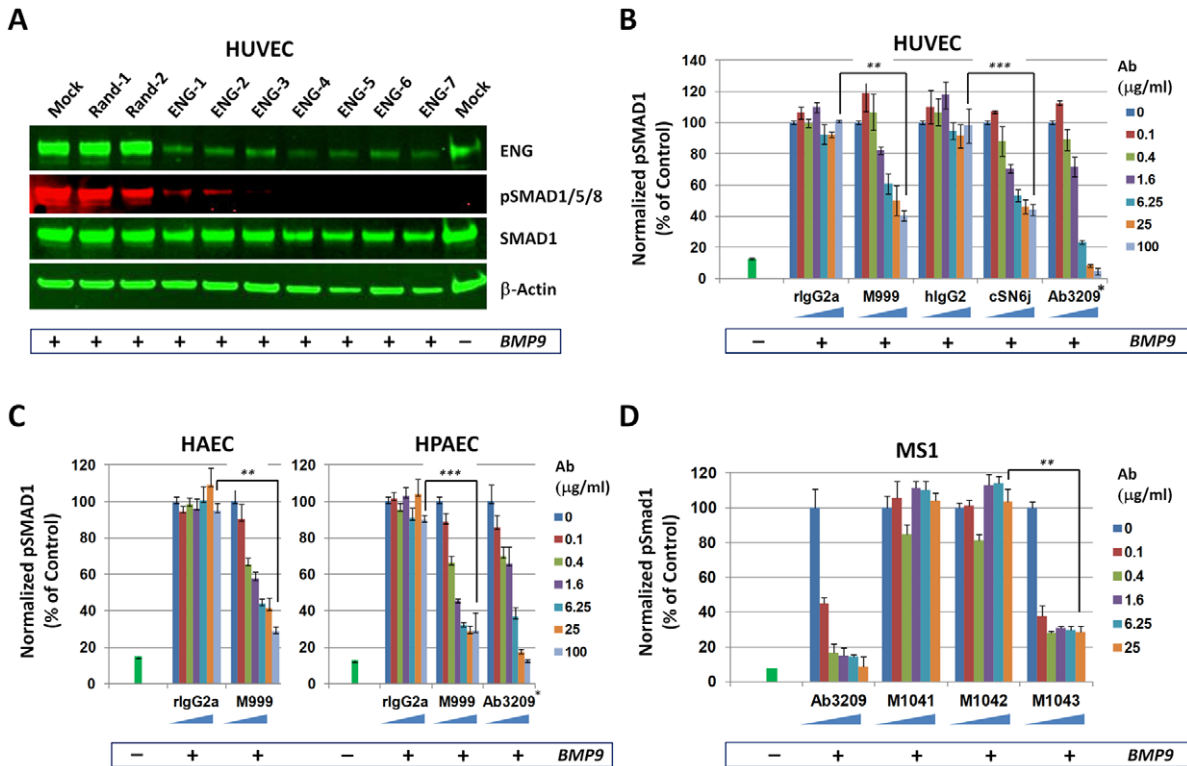 A
HUVEC
Mock Rand-1 Rand-2 ENG-1 ENG-2 ENG-3 ENG-4 ENG-5 ENG-6 ENG-7 Mock
ENG
pSMAD1/5/8
SMAD1
β-Actin
+ + + + + + + + + + − BMP9
B
HUVEC
Normalized pSMAD1
(% of Control)
140
120
100
80
60
40
20
0
** ***
rIgG2a M999 hIgG2 cSN6j Ab3209*
Ab
(μg/ml)
0
0.1
0.4
1.6
6.25
25
100
− + + + + + BMP9
C
HAEC
Normalized pSMAD1
(% of Control)
120
100
80
60
40
20
0
**
rIgG2a M999
− + +
HPAEC
120
100
80
60
40
20
0
***
rIgG2a M999 Ab3209*
Ab
(μg/ml)
0
0.1
0.4
1.6
6.25
25
100
− + + + BMP9
D
MS1
Normalized pSmad1
(% of Control)
120
100
80
60
40
20
0
**
Ab3209 M1041 M1042 M1043
Ab
(μg/ml)
0
0.1
0.4
1.6
6.25
25
− + + + + BMP9